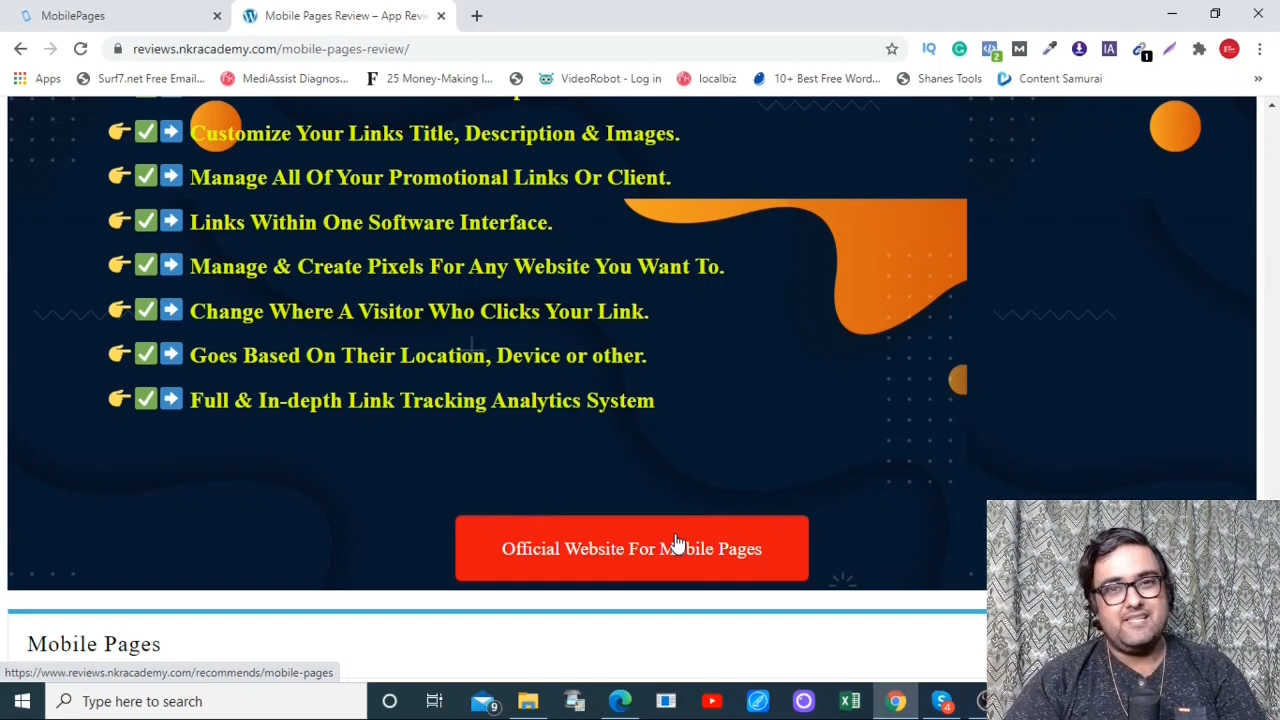 MobilePages
Mobile Pages Review – App Revi
reviews.nkracademy.com/mobile-pages-review/
Apps
Surf7.net Free Email...
MediAssist Diagnos...
25 Money-Making I...
VideoRobot - Log in
localbiz
10+ Best Free Word...
Shanes Tools
Content Samurai
»
Customize Your Links Title, Description & Images.
Manage All Of Your Promotional Links Or Client.
Links Within One Software Interface.
Manage & Create Pixels For Any Website You Want To.
Change Where A Visitor Who Clicks Your Link.
Goes Based On Their Location, Device or other.
Full & In-depth Link Tracking Analytics System
Official Website For Mobile Pages
Mobile Pages
https://www.reviews.nkracademy.com/recommends/mobile-pages
Type here to search
9
4